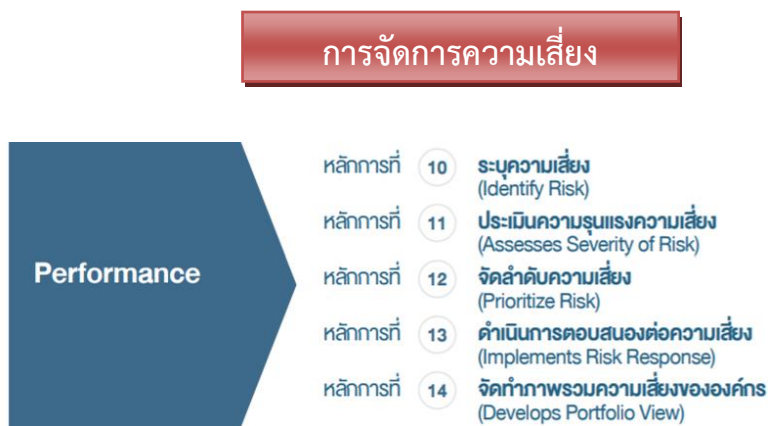 การจัดการความเสี่ยง
Performance
หลักการที่ 10 ระบุความเสี่ยง
(Identify Risk)
หลักการที่ 11 ประเมินความรุนแรงความเสี่ยง
(Assesses Severity of Risk)
หลักการที่ 12 จัดลำดับความเสี่ยง
(Prioritize Risk)
หลักการที่ 13 ดำเนินการตอบสนองต่อความเสี่ยง
(Implements Risk Response)
หลักการที่ 14 จัดทำภาพรวมความเสี่ยงขององค์กร
(Develops Portfolio View)